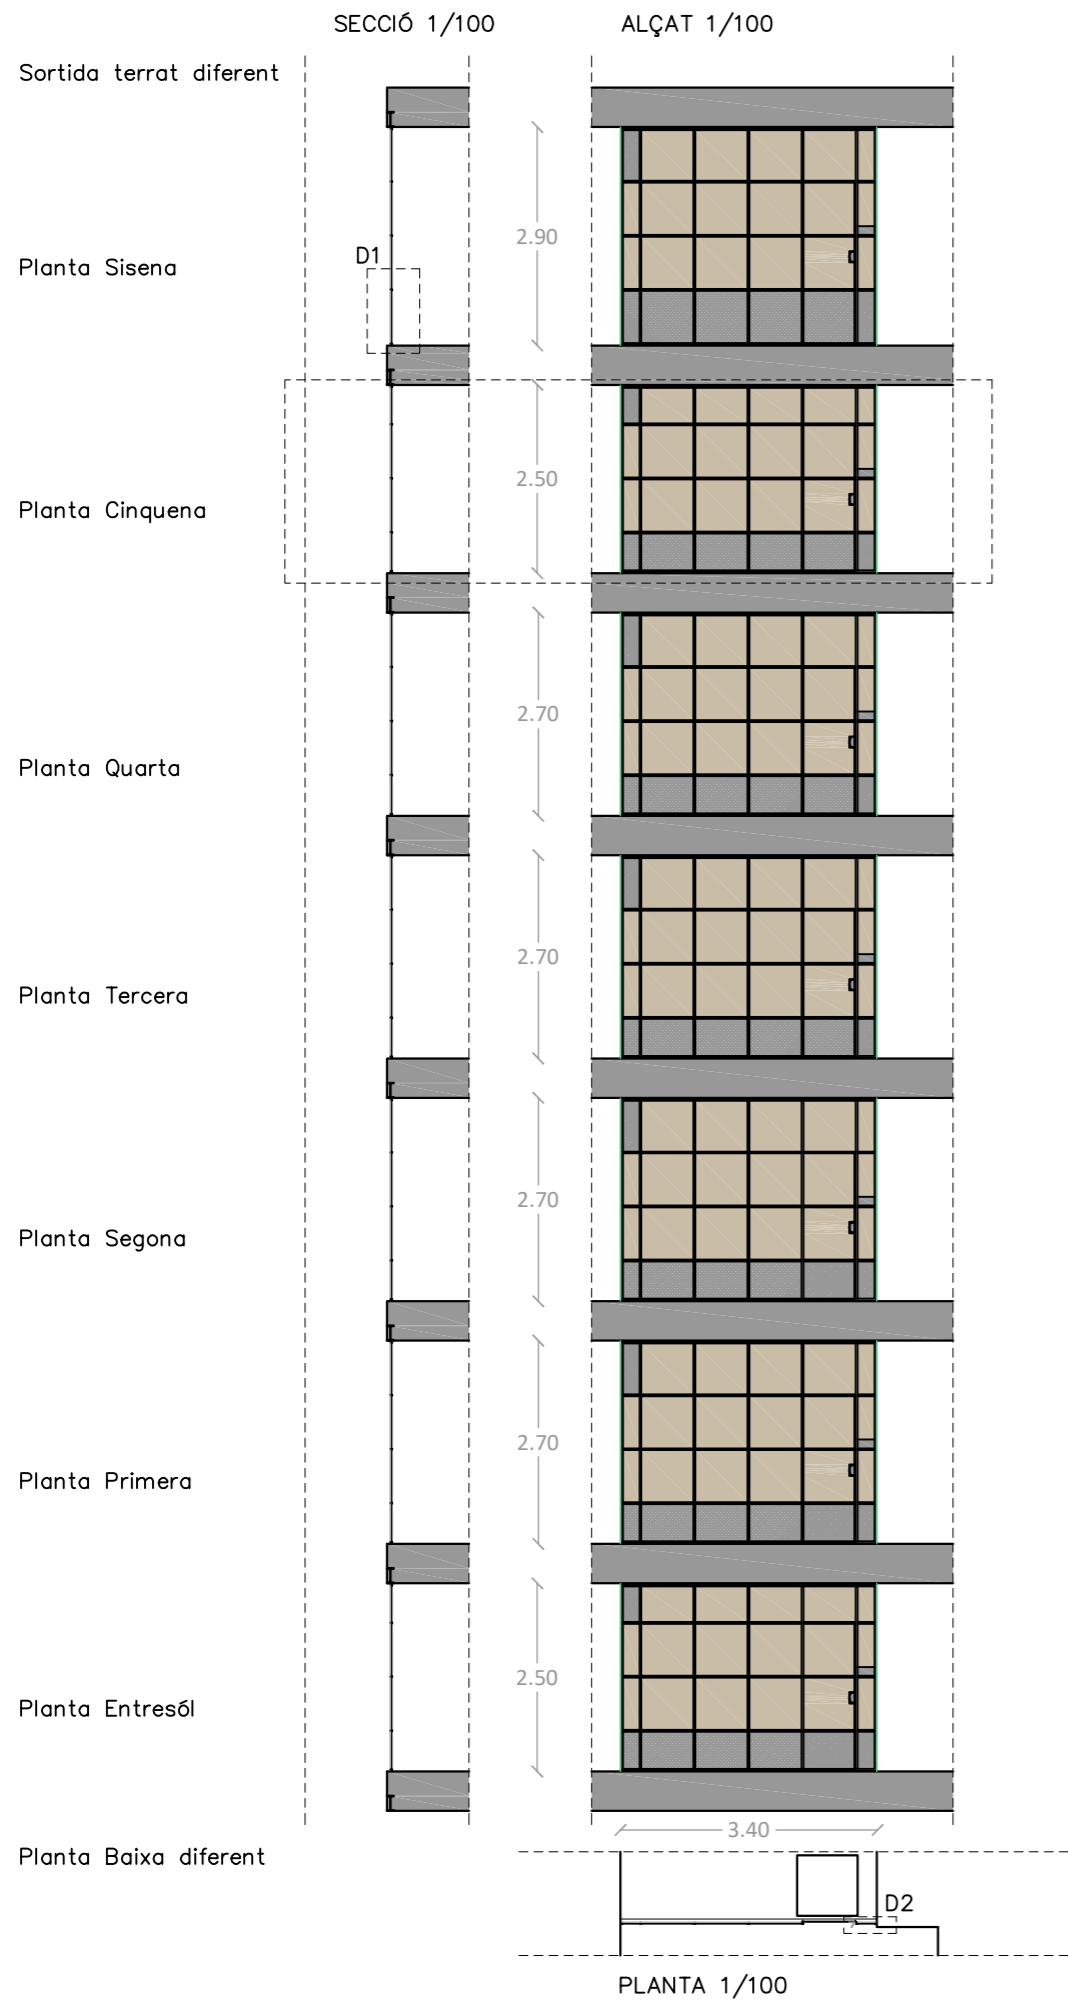 SECCIÓ 1/100
ALÇAT 1/100
Sortida terrat diferent
2.90
D1
Planta Sisena
2.50
Planta Cinquena
2.70
Planta Quarta
2.70
Planta Tercera
2.70
Planta Segona
2.70
Planta Primera
2.50
Planta Entresól
3.40
Planta Baixa diferent
D2
PLANTA 1/100